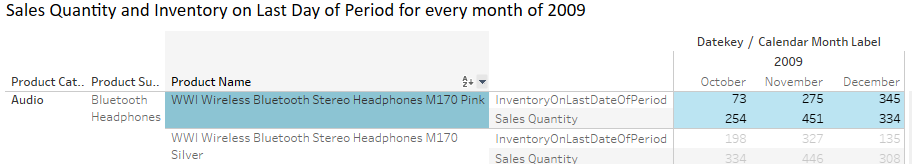 Sales Quantity and Inventory on Last Day of Period for every month of 2009
Datekey / Calendar Month Label
2009
Product Cat.. Product Su.. Product Name October November December
Audio Bluetooth Headphones WWI Wireless Bluetooth Stereo Headphones M170 Pink InventoryOnLastDateOfPeriod 73 275 345
Sales Quantity 254 451 334
WWI Wireless Bluetooth Stereo Headphones M170 Silver InventoryOnLastDateOfPeriod 198 327 135
Sales Quantity 334 446 308